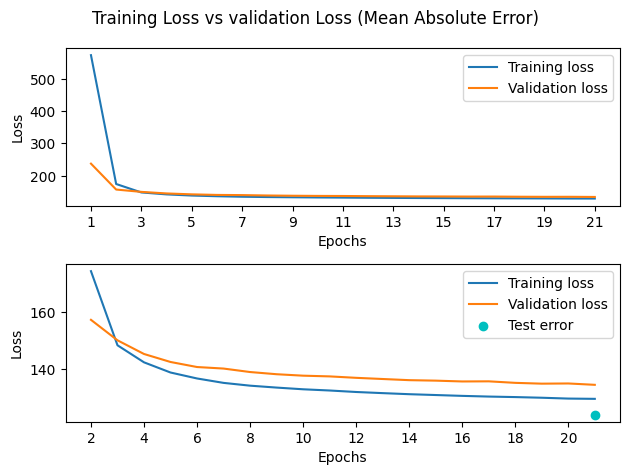 Training Loss vs validation Loss (Mean Absolute Error)
Training loss
Validation loss
500
400
300
200
Loss
1 3 5 7 9 11 13 15 17 19 21
Epochs
Training loss
Validation loss
Test error
160
140
Loss
2 4 6 8 10 12 14 16 18 20
Epochs